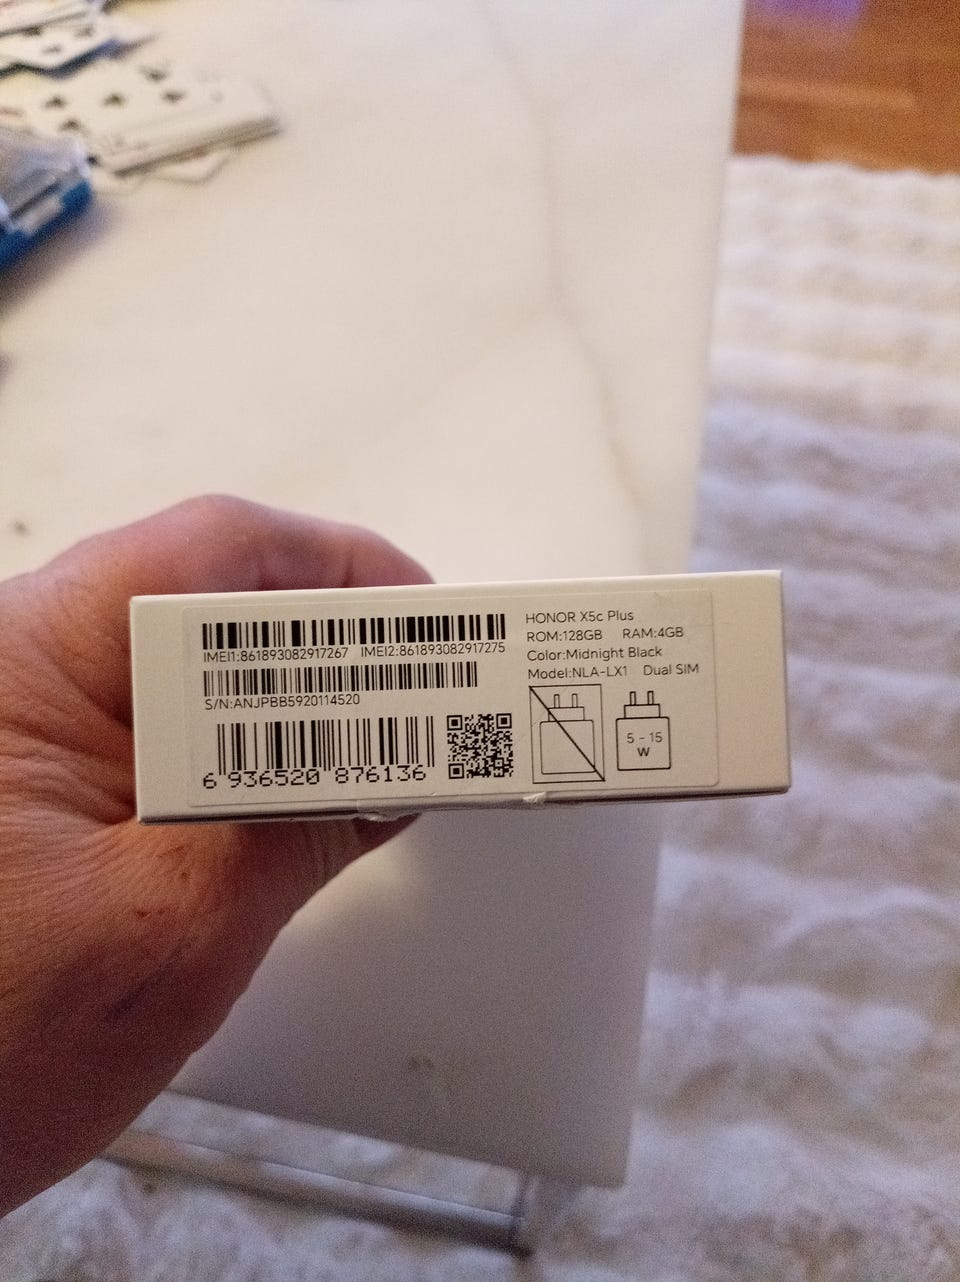 IMEI1:861893082917267 IMEI2:861893082917275
S/N:ANJPBB5920114520
6 936520 876136
HONOR X5c Plus
ROM:128GB RAM:4GB
Color:Midnight Black
Model:NLA-LX1 Dual SIM
5 - 15
W